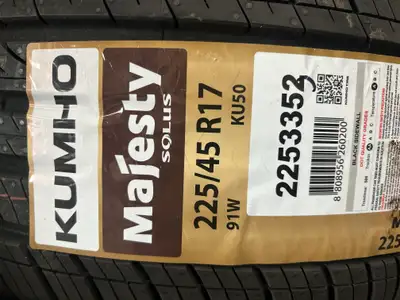 KUMHO
Majesty
SOLUS
225/45 R17
91W
KU50
2253352
8 808956 260200
BLACK SIDEWALL